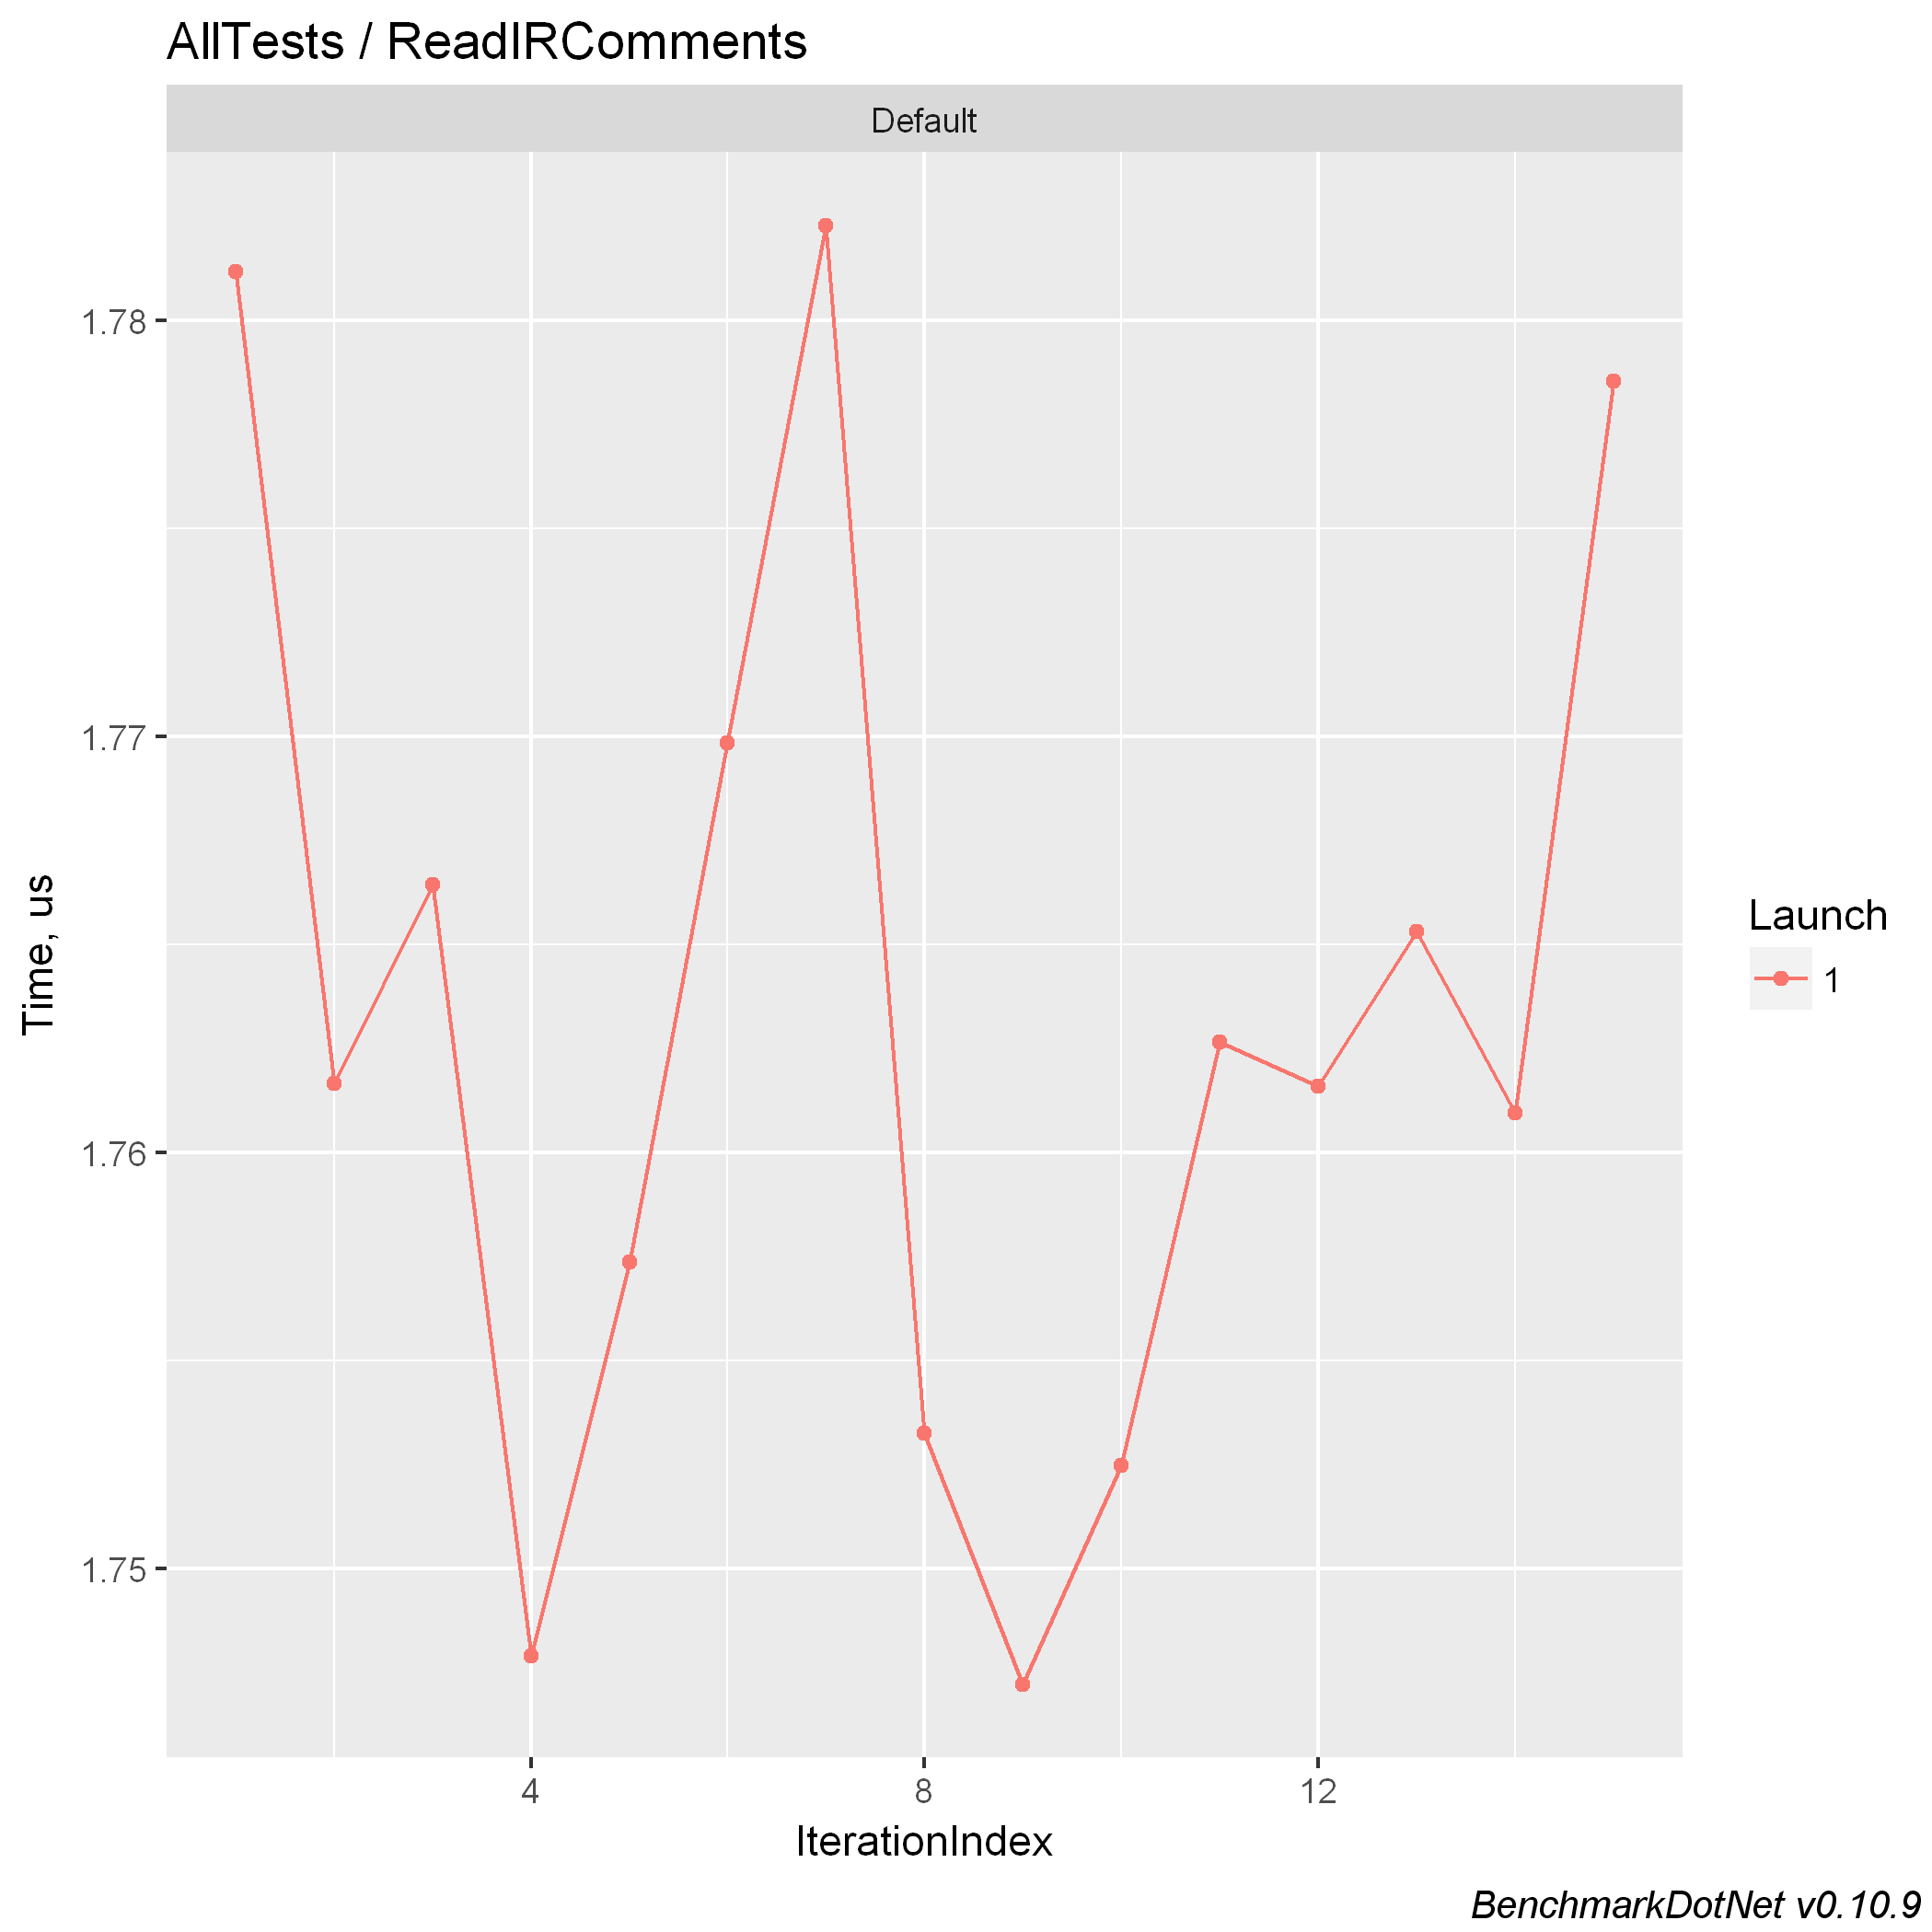 AllTests / ReadIRComments
Default
1.78
1.77
1.76
1.75
Time, us
4
8
12
IterationIndex
Launch
1
BenchmarkDotNet v0.10.9